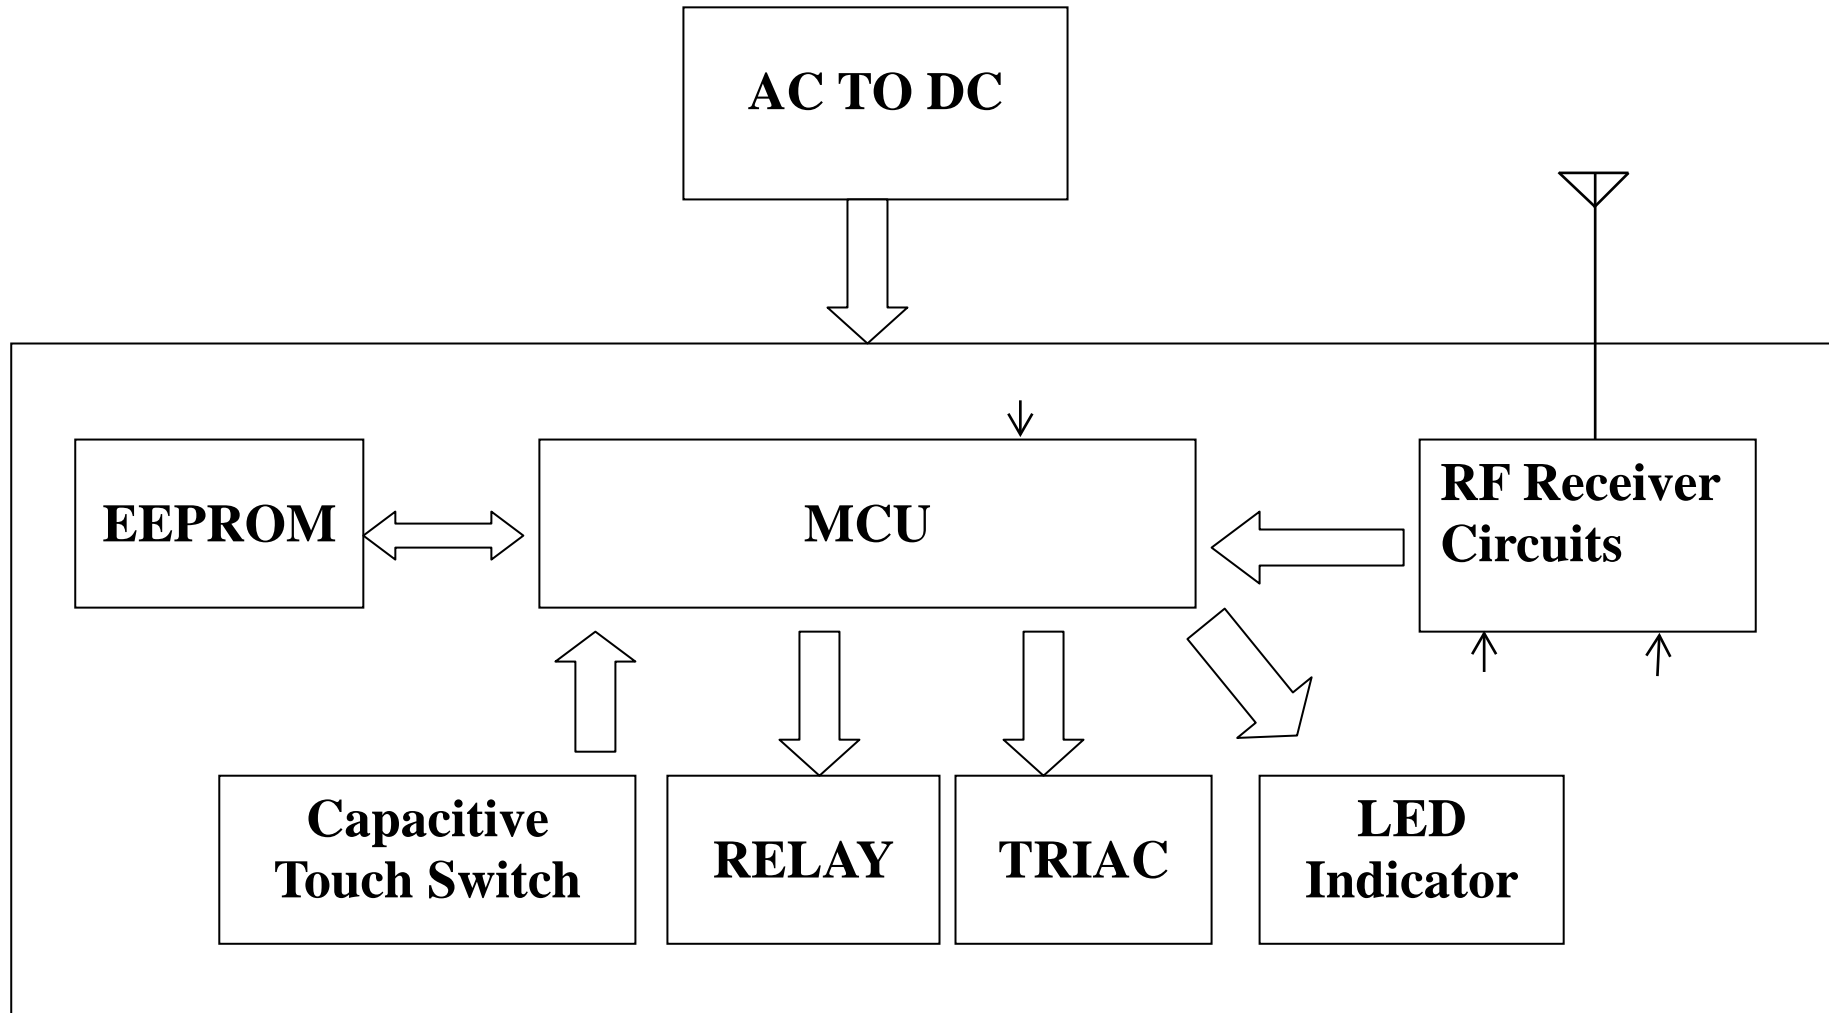 AC TO DC
EEPROM
MCU
RF Receiver
Circuits
Capacitive
Touch Switch
RELAY
TRIAC
LED
Indicator